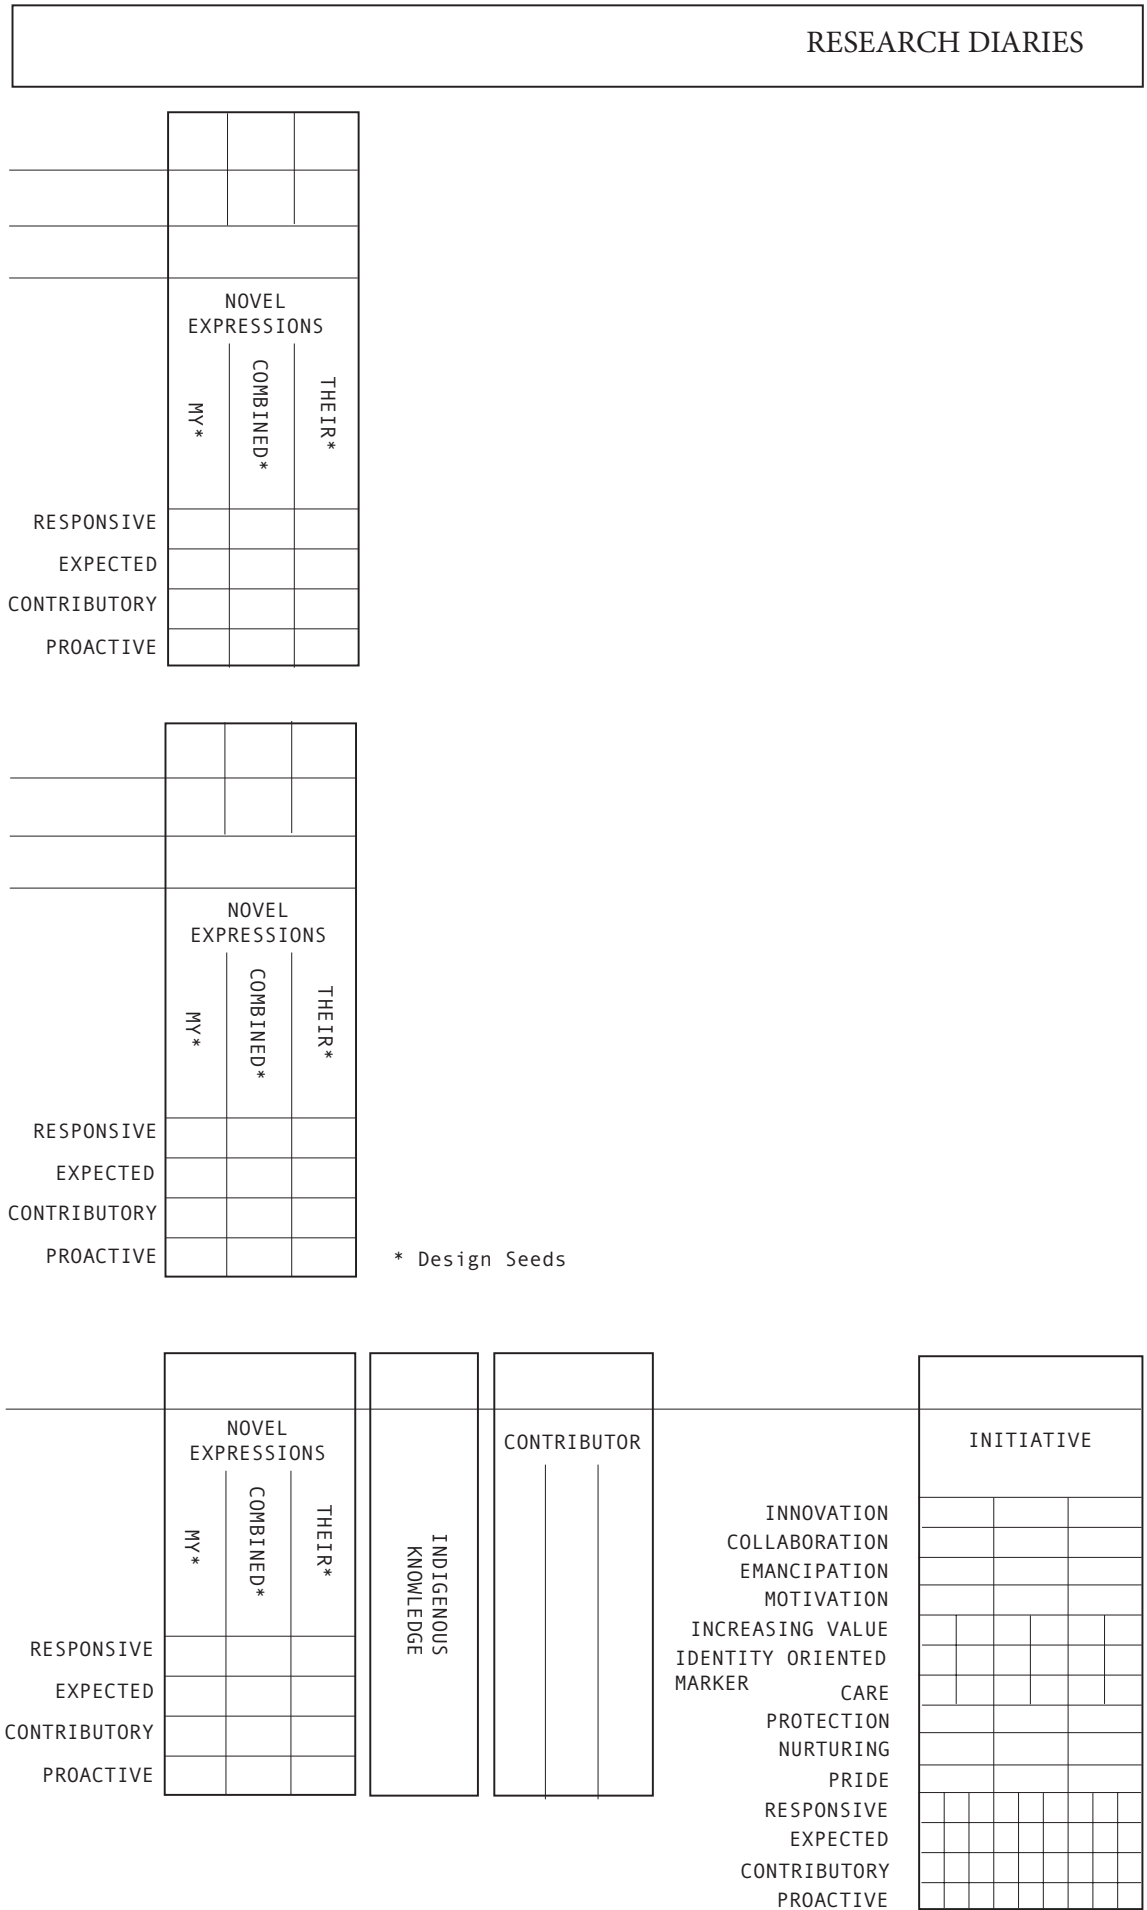 RESEARCH DIARIES
NOVEL
EXPRESSIONS
MY*
COMBINED*
THEIR*
RESPONSIVE
EXPECTED
CONTRIBUTORY
PROACTIVE
NOVEL
EXPRESSIONS
MY*
COMBINED*
THEIR*
RESPONSIVE
EXPECTED
CONTRIBUTORY
PROACTIVE
* Design Seeds
NOVEL
EXPRESSIONS
MY*
COMBINED*
THEIR*
RESPONSIVE
EXPECTED
CONTRIBUTORY
PROACTIVE
INDIGENOUS
KNOWLEDGE
CONTRIBUTOR
INITIATIVE
INNOVATION
COLLABORATION
EMANCIPATION
MOTIVATION
INCREASING VALUE
IDENTITY ORIENTED
MARKER
CARE
PROTECTION
NURTURING
PRIDE
RESPONSIVE
EXPECTED
CONTRIBUTORY
PROACTIVE